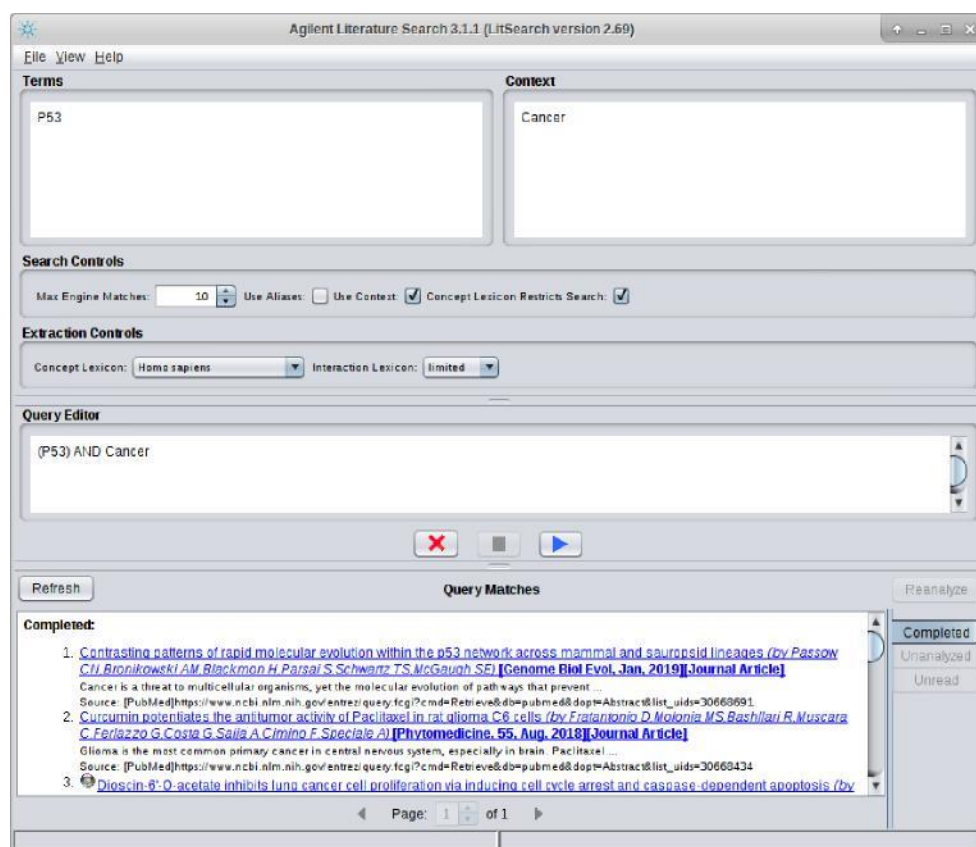 Agilent Literature Search 3.1.1 (LitSearch version 2.69)
File View Help
Terms
Context
P53
Cancer
Search Controls
Max Engine Matches: 10 Use Aliases: Use Context: Concept Lexicon Restricts Search:
Extraction Controls
Concept Lexicon: Homo sapiens Interaction Lexicon: limited
Query Editor
(P53) AND Cancer
Refresh Query Matches Reanalyze
Completed:
Completed
Unanalyzed
Unread
1. Contrasting patterns of rapid molecular evolution within the p53 network across mammal and sauropsid lineages (by Passow
CN,Bronikowski AM,Blackmon H,Parsai S,Schwartz TS,McGaugh SE) [Genome Biol Evol, Jan, 2019][Journal Article]
Cancer is a threat to multicellular organisms, yet the molecular evolution of pathways that prevent ...
Source: [PubMed]https://www.ncbi.nlm.nih.gov/entrez/query.fcgi?cmd=Retrieve&db=pubmed&dopt=Abstract&list_uids=30668691
2. Curcumin potentiates the antitumor activity of Paclitaxel in rat glioma C6 cells (by Fratantonio D,Molonia MS,Bashllari R,Muscara
C,Ferlazzo G,Costa G,Saija A,Cimino F,Speciale A) [Phytomedicine, 55, Aug, 2018][Journal Article]
Glioma is the most common primary cancer in central nervous system, especially in brain. Paclitaxel ...
Source: [PubMed]https://www.ncbi.nlm.nih.gov/entrez/query.fcgi?cmd=Retrieve&db=pubmed&dopt=Abstract&list_uids=30668434
3. Dioscin-6'-O-acetate inhibits lung cancer cell proliferation via inducing cell cycle arrest and caspase-dependent apoptosis (by
Page: 1 of 1